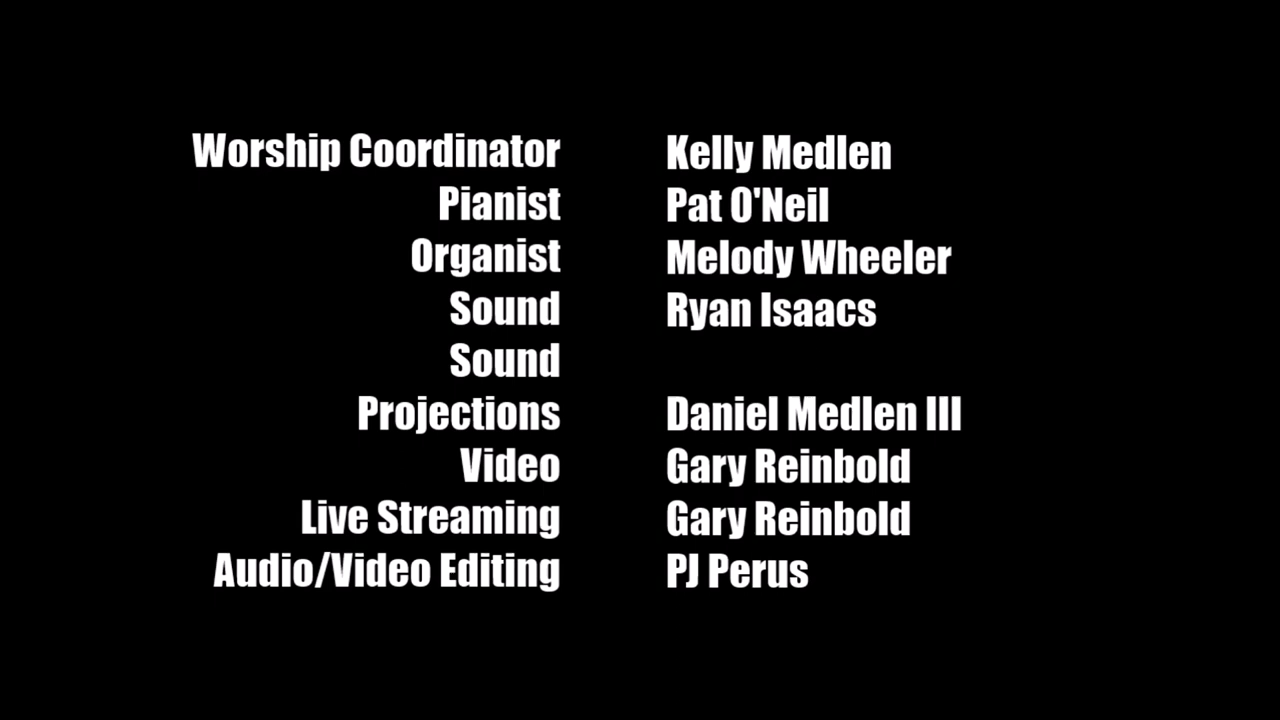 Worship Coordinator Kelly Medlen
Pianist Pat O'Neil
Organist Melody Wheeler
Sound Ryan Isaacs
Sound
Projections Daniel Medlen III
Video Gary Reinbold
Live Streaming Gary Reinbold
Audio/Video Editing PJ Perus